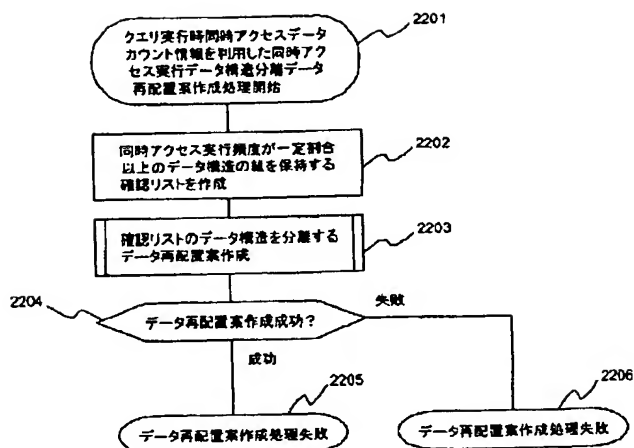 2201
クエリ実行時同時アクセスデータ
カウント情報を利用した同時アク
セス実行データ構造分離データ
再配置案作成処理開始
2202
同時アクセス実行頻度が一定割合
以上のデータ構造の組を保持する
確認リストを作成
2203
確認リストのデータ構造を分離する
データ再配置案作成
2204
データ再配置案作成成功？
失敗
成功
2205
データ再配置案作成処理失敗
2206
データ再配置案作成処理失敗